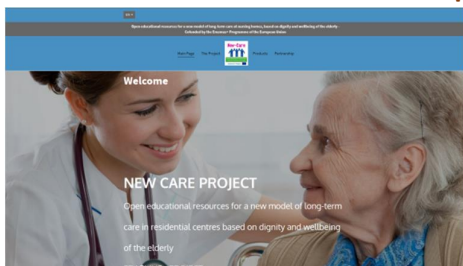 Open educational resources for a new model of long-term care at nursing homes, based on dignity and wellbeing of the elderly
Cofunded by the Erasmus+ Programme of the European Union
Main Page The Project New-Care Products Partnership
Welcome
NEW CARE PROJECT
Open educational resources for a new model of long-term
care in residential centres based on dignity and wellbeing
of the elderly